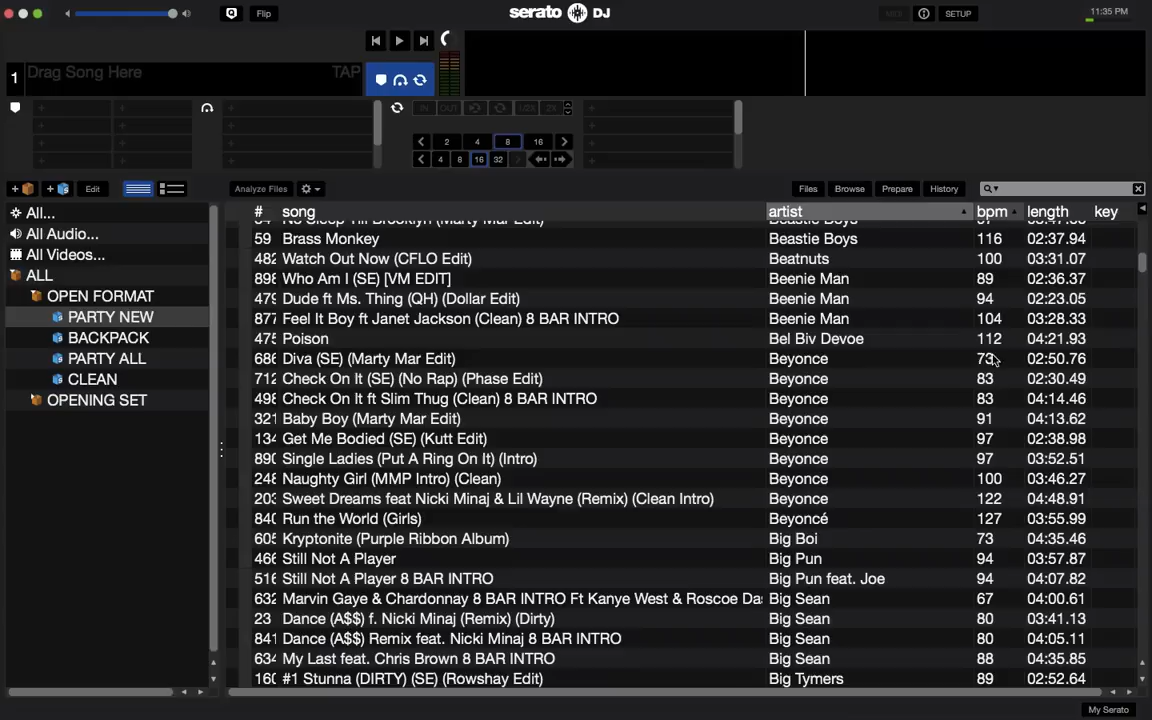 Flip
serato DJ
MIDI
SETUP
11:35 PM
1 Drag Song Here TAP
IN OUT 1/2X 2X
2 4 8 16
4 8 16 32
Edit
Analyze Files
Files Browse Prepare History
All...
All Audio...
All Videos...
ALL
OPEN FORMAT
PARTY NEW
BACKPACK
PARTY ALL
CLEAN
OPENING SET
# song artist bpm length key
No Sleep Till Brooklyn (Marty Mar Edit) Beastie Boys
59 Brass Monkey Beastie Boys 116 02:37.94
482 Watch Out Now (CFLO Edit) Beatnuts 100 03:31.07
898 Who Am I (SE) [VM EDIT] Beenie Man 89 02:36.37
479 Dude ft Ms. Thing (QH) (Dollar Edit) Beenie Man 94 02:23.05
877 Feel It Boy ft Janet Jackson (Clean) 8 BAR INTRO Beenie Man 104 03:28.33
475 Poison Bel Biv Devoe 112 04:21.93
686 Diva (SE) (Marty Mar Edit) Beyonce 73 02:50.76
712 Check On It (SE) (No Rap) (Phase Edit) Beyonce 83 02:30.49
498 Check On It ft Slim Thug (Clean) 8 BAR INTRO Beyonce 83 04:14.46
321 Baby Boy (Marty Mar Edit) Beyonce 91 04:13.62
134 Get Me Bodied (SE) (Kutt Edit) Beyonce 97 02:38.98
890 Single Ladies (Put A Ring On It) (Intro) Beyonce 97 03:52.51
248 Naughty Girl (MMP Intro) (Clean) Beyonce 100 03:46.27
203 Sweet Dreams feat Nicki Minaj & Lil Wayne (Remix) (Clean Intro) Beyonce 122 04:48.91
840 Run the World (Girls) Beyoncé 127 03:55.99
605 Kryptonite (Purple Ribbon Album) Big Boi 73 04:35.46
466 Still Not A Player Big Pun 94 03:57.87
516 Still Not A Player 8 BAR INTRO Big Pun feat. Joe 94 04:07.82
632 Marvin Gaye & Chardonnay 8 BAR INTRO Ft Kanye West & Roscoe Das Big Sean 67 04:00.61
23 Dance (A$$) f. Nicki Minaj (Remix) (Dirty) Big Sean 80 03:41.13
841 Dance (A$$) Remix feat. Nicki Minaj 8 BAR INTRO Big Sean 80 04:05.11
634 My Last feat. Chris Brown 8 BAR INTRO Big Sean 88 04:35.85
160 #1 Stunna (DIRTY) (SE) (Rowshay Edit) Big Tymers 89 02:52.64
My Serato